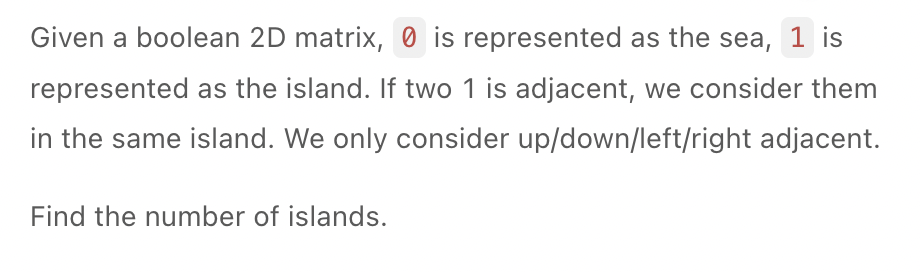 Given a boolean 2D matrix, 0 is represented as the sea, 1 is
represented as the island. If two 1 is adjacent, we consider them
in the same island. We only consider up/down/left/right adjacent.
Find the number of islands.